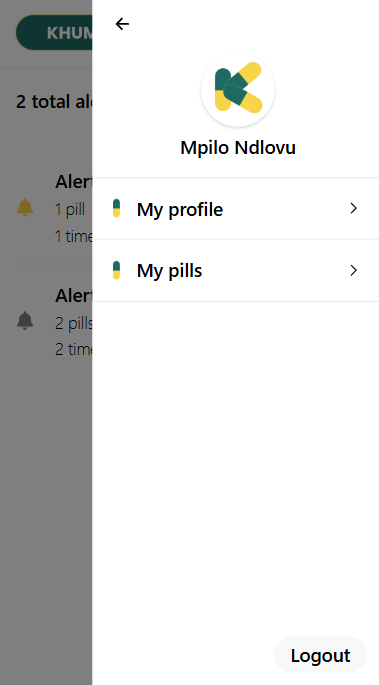 KHUM
2 total al
Mpilo Ndlovu
Alert
1 pill
1 time
My profile
My pills
Alert
2 pills
2 time
Logout